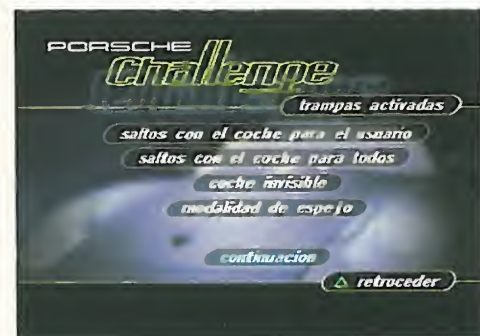 PORSCHE
Challenge
trampas activadas
saltos con el coche para el usuario
saltos con el coche para todos
coche invisible
modalidad de espejo
continuacion
retroceder